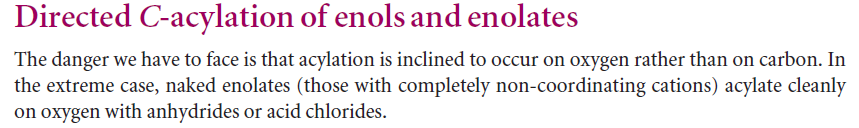 Directed C-acylation of enols and enolates
The danger we have to face is that acylation is inclined to occur on oxygen rather than on carbon. In
the extreme case, naked enolates (those with completely non-coordinating cations) acylate cleanly
on oxygen with anhydrides or acid chlorides.